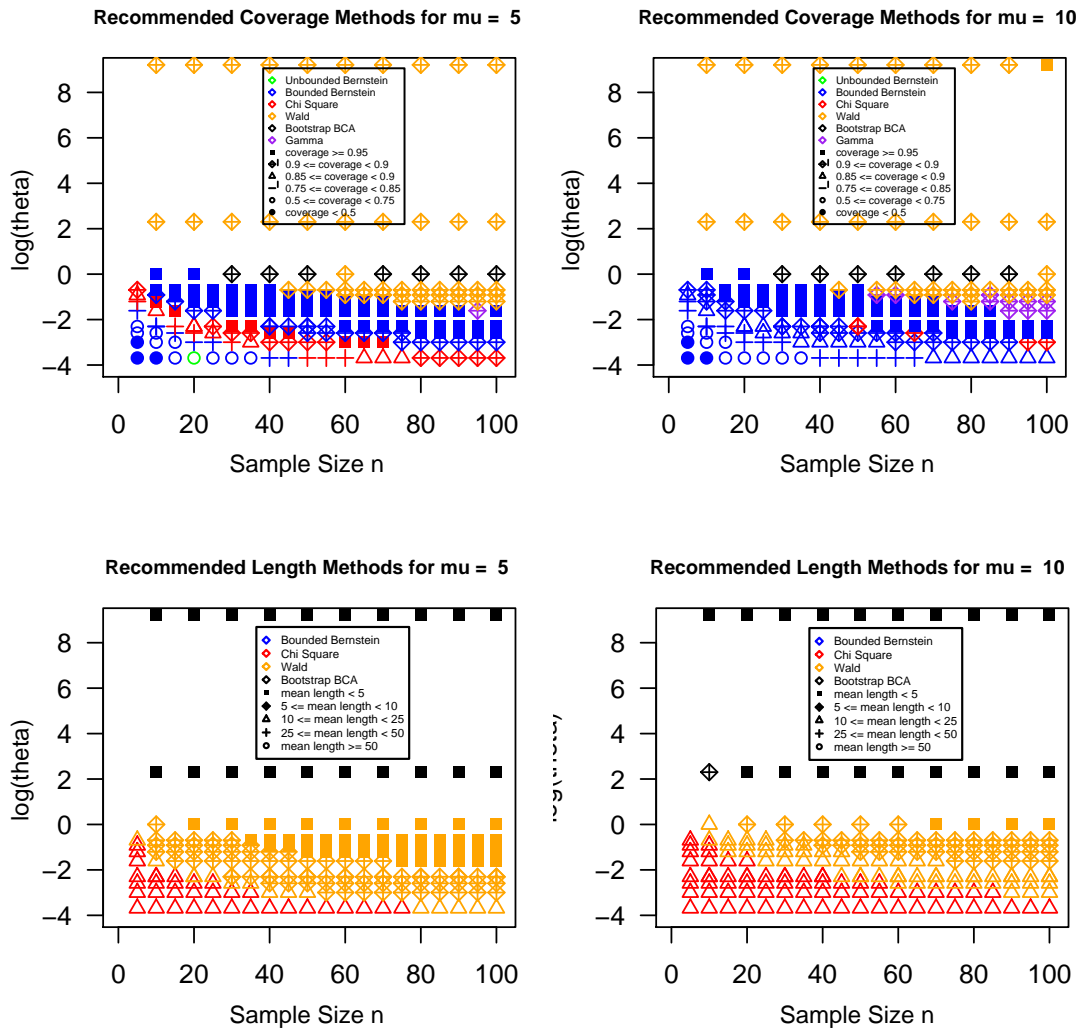 Recommended Coverage Methods for mu = 5
8
6
4
2
0
−2
−4
log(theta)
Unbounded Bernstein
Bounded Bernstein
Chi Square
Wald
Bootstrap BCA
Gamma
coverage >= 0.95
0.9 <= coverage < 0.9
0.85 <= coverage < 0.9
0.75 <= coverage < 0.85
0.5 <= coverage < 0.75
coverage < 0.5
0 20 40 60 80 100
Sample Size n
Recommended Coverage Methods for mu = 10
8
6
4
2
0
−2
−4
log(theta)
Unbounded Bernstein
Bounded Bernstein
Chi Square
Wald
Bootstrap BCA
Gamma
coverage >= 0.95
0.9 <= coverage < 0.9
0.85 <= coverage < 0.9
0.75 <= coverage < 0.85
0.5 <= coverage < 0.75
coverage < 0.5
0 20 40 60 80 100
Sample Size n
Recommended Length Methods for mu = 5
8
6
4
2
0
−2
−4
log(theta)
Bounded Bernstein
Chi Square
Wald
Bootstrap BCA
mean length < 5
5 <= mean length < 10
10 <= mean length < 25
25 <= mean length < 50
mean length >= 50
0 20 40 60 80 100
Sample Size n
Recommended Length Methods for mu = 10
8
6
4
2
0
−2
−4
log(theta)
Bounded Bernstein
Chi Square
Wald
Bootstrap BCA
mean length < 5
5 <= mean length < 10
10 <= mean length < 25
25 <= mean length < 50
mean length >= 50
0 20 40 60 80 100
Sample Size n